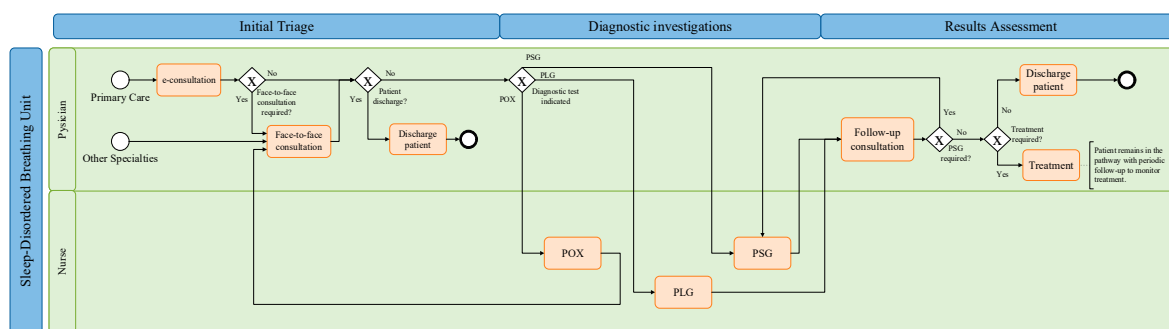 Initial Triage
Diagnostic investigations
Results Assessment
Sleep-Disordered Breathing Unit
Pysician
Nurse
Primary Care
e-consultation
X
No
Yes
Face-to-face
consultation
required?
Other Specialties
Face-to-face
consultation
X
No
Patient
discharge?
Yes
Discharge
patient
PSG
X
PLG
Diagnostic test
indicated
POX
POX
PLG
PSG
Follow-up
consultation
Yes
X
No
PSG
required?
Discharge
patient
No
X
Treatment
required?
Yes
Treatment
Patient remains in the
pathway with periodic
follow-up to monitor
treatment.